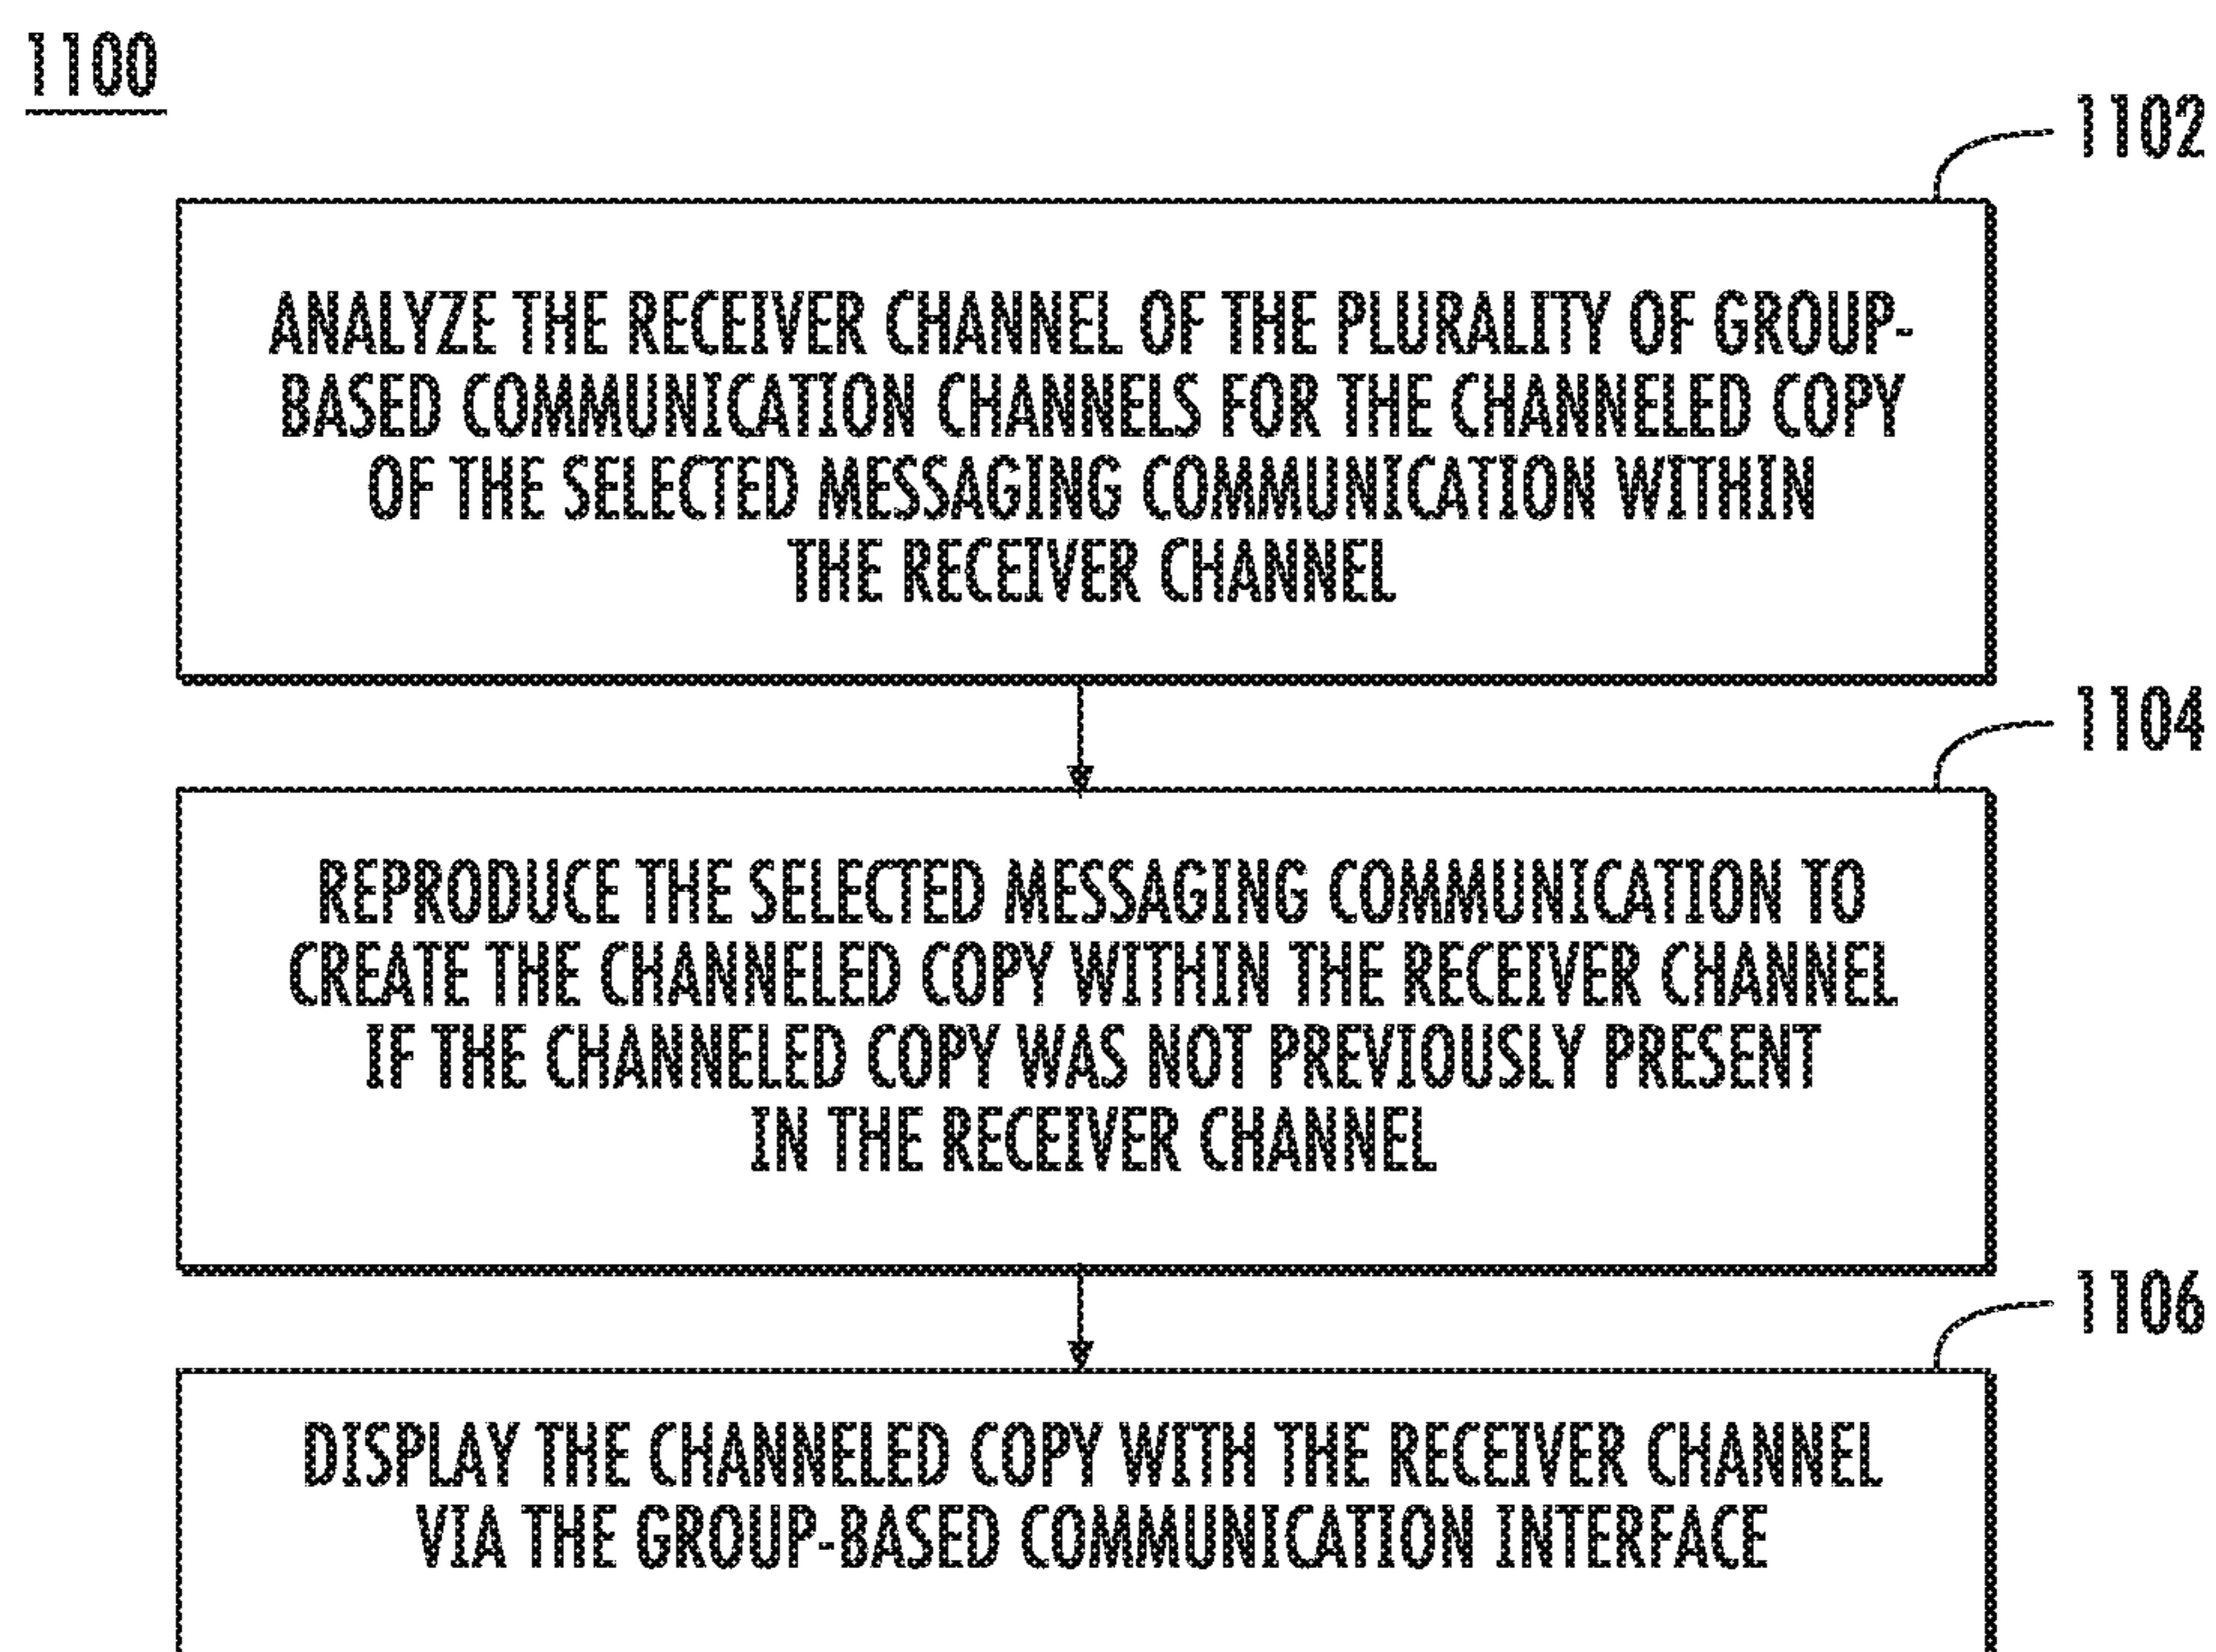 1100
1102
ANALYZE THE RECEIVER CHANNEL OF THE PLURALITY OF GROUP-
BASED COMMUNICATION CHANNELS FOR THE CHANNELED COPY
OF THE SELECTED MESSAGING COMMUNICATION WITHIN
THE RECEIVER CHANNEL
1104
REPRODUCE THE SELECTED MESSAGING COMMUNICATION TO
CREATE THE CHANNELED COPY WITHIN THE RECEIVER CHANNEL
IF THE CHANNELED COPY WAS NOT PREVIOUSLY PRESENT
IN THE RECEIVER CHANNEL
1106
DISPLAY THE CHANNELED COPY WITH THE RECEIVER CHANNEL
VIA THE GROUP-BASED COMMUNICATION INTERFACE